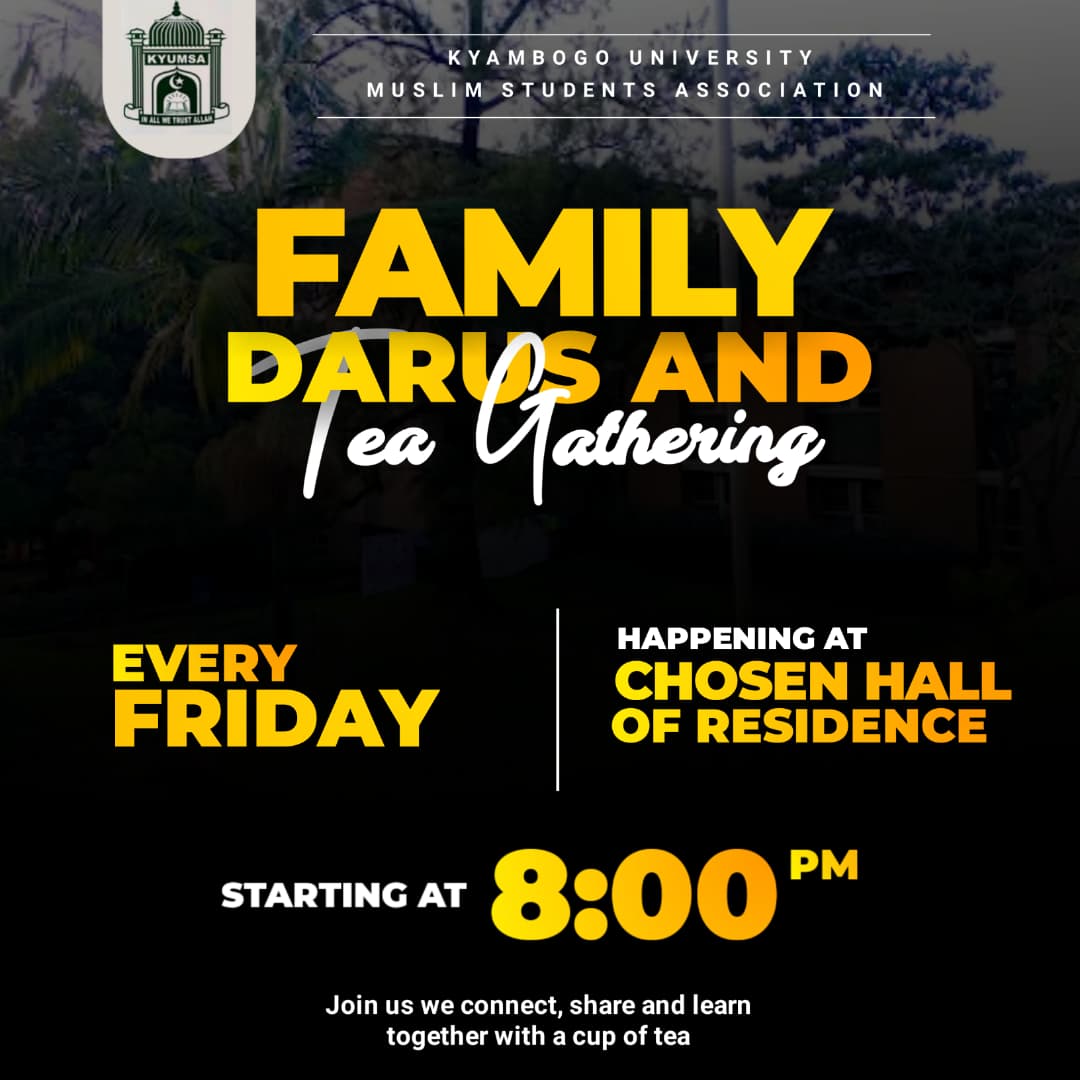 KYUMSA
IN ALL WE TRUST ALLAH
KYAMBOGO UNIVERSITY
MUSLIM STUDENTS ASSOCIATION
FAMILY
DARUS AND
Tea Gathering
EVERY
FRIDAY
HAPPENING AT
CHOSEN HALL
OF RESIDENCE
STARTING AT 8:00 PM
Join us we connect, share and learn
together with a cup of tea